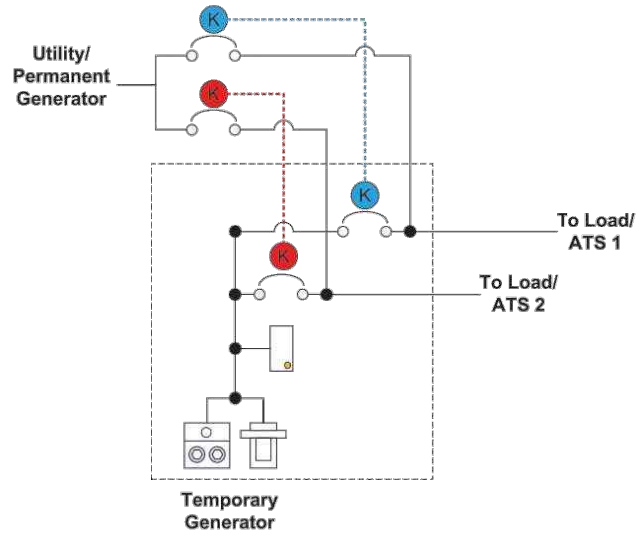 K
Utility/
Permanent
Generator
K
K
To Load/
ATS 1
K
To Load/
ATS 2
Temporary
Generator